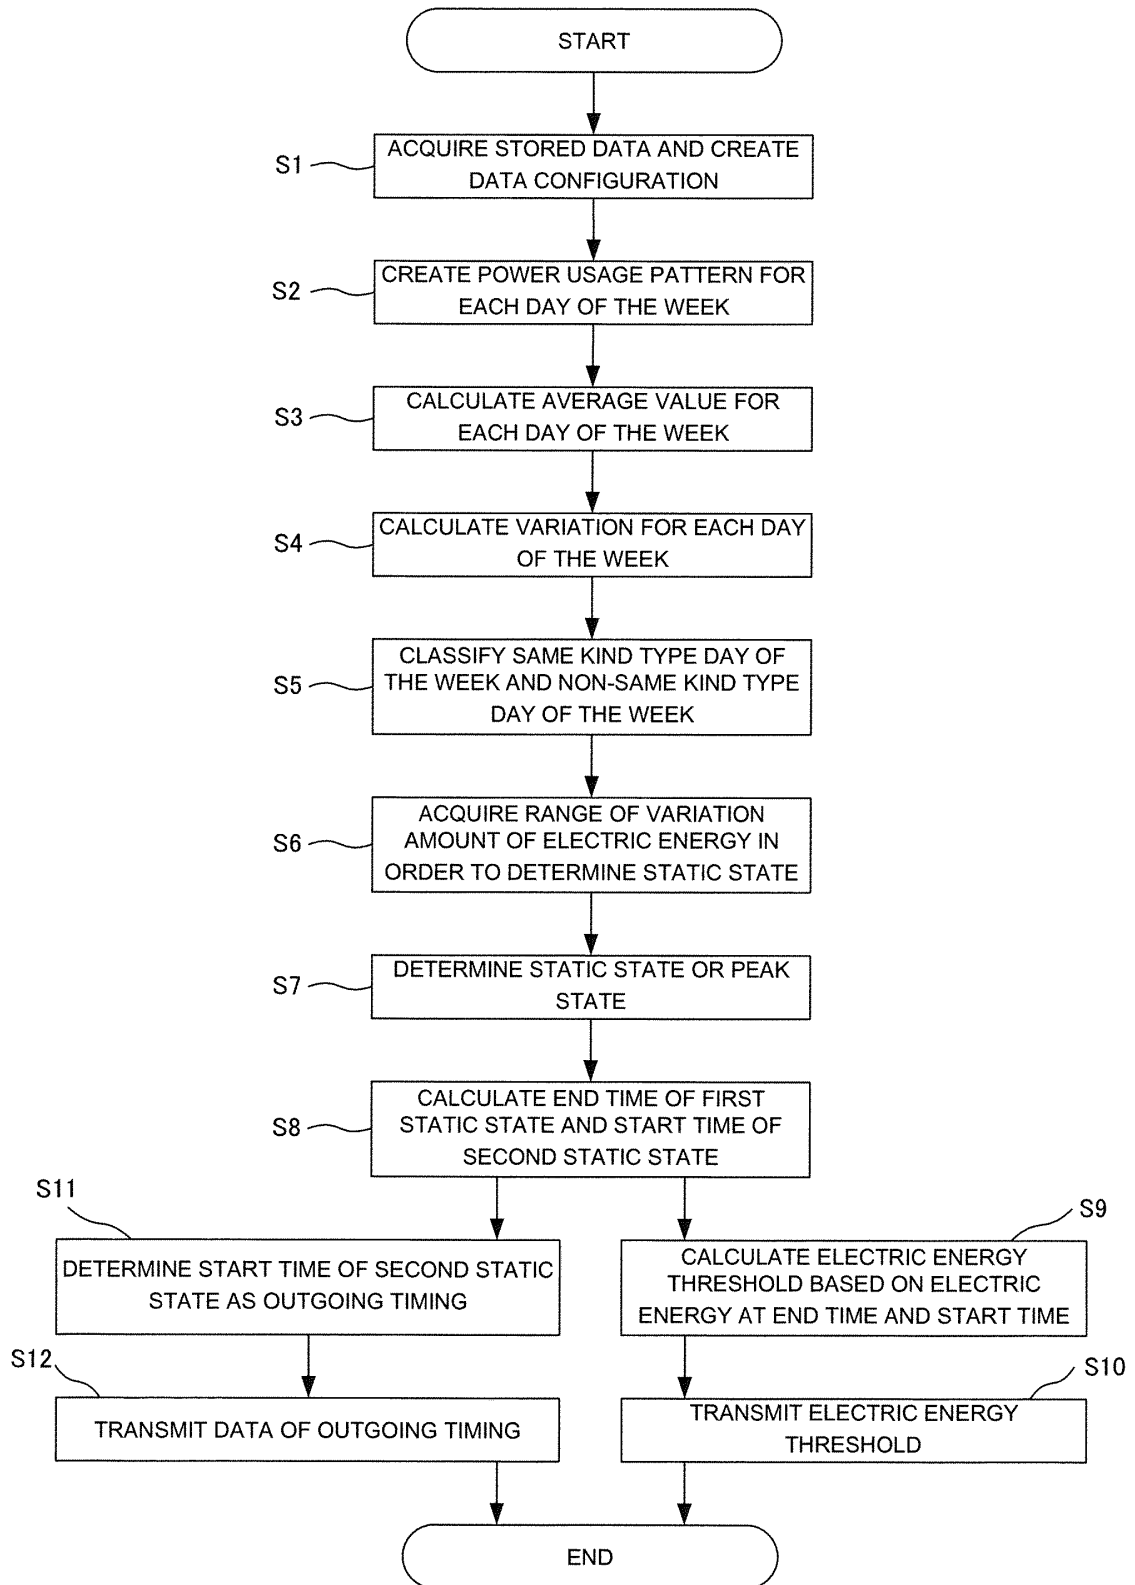 START
S1
ACQUIRE STORED DATA AND CREATE
DATA CONFIGURATION
S2
CREATE POWER USAGE PATTERN FOR
EACH DAY OF THE WEEK
S3
CALCULATE AVERAGE VALUE FOR
EACH DAY OF THE WEEK
S4
CALCULATE VARIATION FOR EACH DAY
OF THE WEEK
S5
CLASSIFY SAME KIND TYPE DAY OF
THE WEEK AND NON-SAME KIND TYPE
DAY OF THE WEEK
S6
ACQUIRE RANGE OF VARIATION
AMOUNT OF ELECTRIC ENERGY IN
ORDER TO DETERMINE STATIC STATE
S7
DETERMINE STATIC STATE OR PEAK
STATE
S8
CALCULATE END TIME OF FIRST
STATIC STATE AND START TIME OF
SECOND STATIC STATE
S11
DETERMINE START TIME OF SECOND STATIC
STATE AS OUTGOING TIMING
S12
TRANSMIT DATA OF OUTGOING TIMING
S9
CALCULATE ELECTRIC ENERGY
THRESHOLD BASED ON ELECTRIC
ENERGY AT END TIME AND START TIME
S10
TRANSMIT ELECTRIC ENERGY
THRESHOLD
END